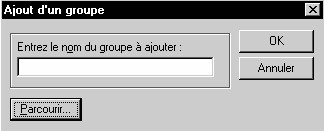 Ajout d'un groupe
Entrez le nom du groupe à ajouter :
OK
Annuler
Parcourir...